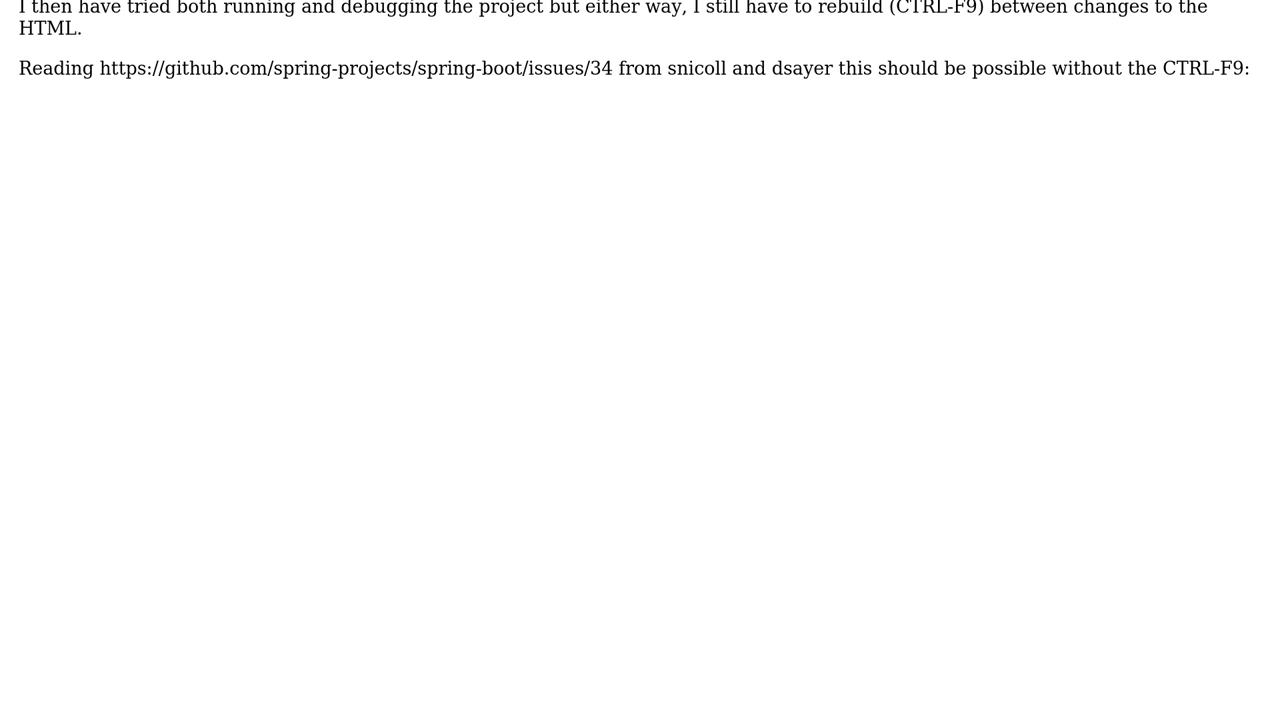 I then have tried both running and debugging the project but either way, I still have to rebuild (CTRL-F9) between changes to the
HTML.
Reading https://github.com/spring-projects/spring-boot/issues/34 from snicoll and dsayer this should be possible without the CTRL-F9: